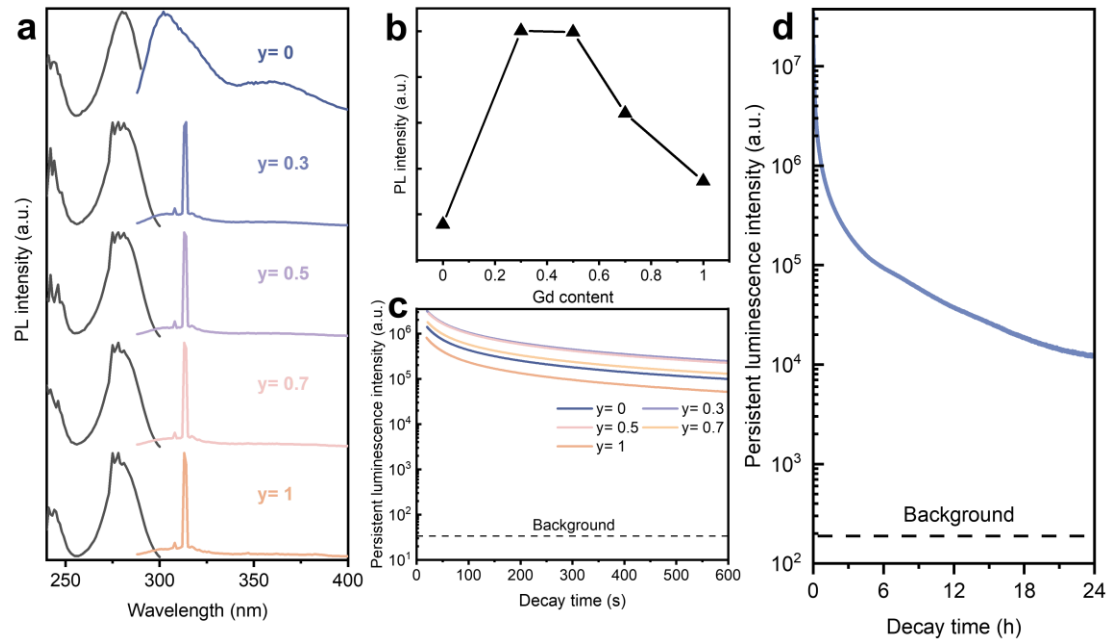 a
PL intensity (a.u.)
y= 0
y= 0.3
y= 0.5
y= 0.7
y= 1
250
300
350
400
Wavelength (nm)
b
PL intensity (a.u.)
0
0.2
0.4
0.6
0.8
1
Gd content
c
Persistent luminescence intensity (a.u.)
10⁶
10⁵
10⁴
10³
10²
10¹
y= 0
y= 0.3
y= 0.5
y= 0.7
y= 1
Background
0
100
200
300
400
500
600
Decay time (s)
d
Persistent luminescence intensity (a.u.)
10⁷
10⁶
10⁵
10⁴
10³
10²
Background
0
6
12
18
24
Decay time (h)